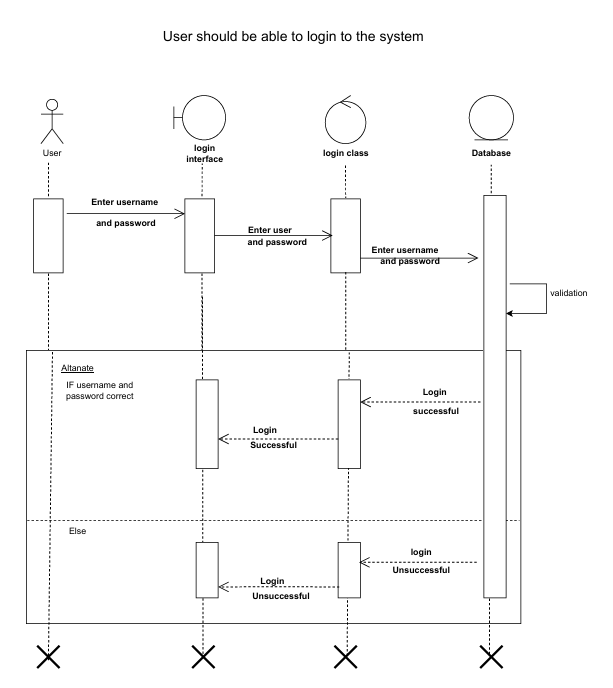 User should be able to login to the system
User
login
interface
login class
Database
Enter username
and password
Enter user
and password
Enter username
and password
validation
Altanate
IF username and
password correct
Login
successful
Login
Successful
Else
login
Unsuccessful
Login
Unsuccessful